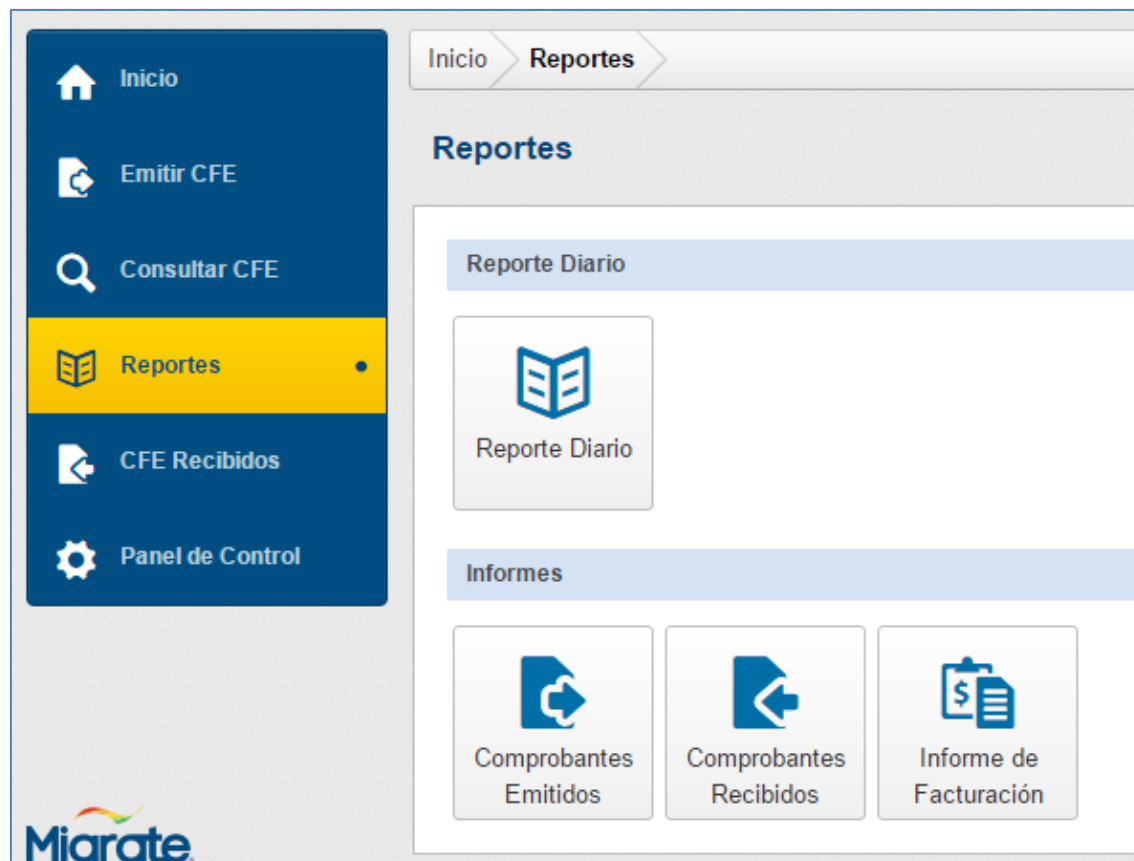 Inicio
Emitir CFE
Consultar CFE
Reportes
CFE Recibidos
Panel de Control
Migrate
Inicio Reportes
Reportes
Reporte Diario
Reporte Diario
Informes
Comprobantes
Emitidos
Comprobantes
Recibidos
Informe de
Facturación